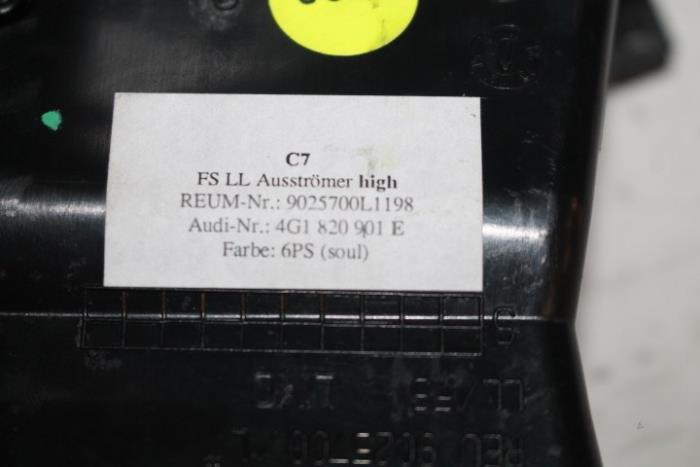 C7
FS LL Ausströmer high
REUM-Nr.: 9025700L1198
Audi-Nr.: 4G1 820 901 E
Farbe: 6PS (soul)